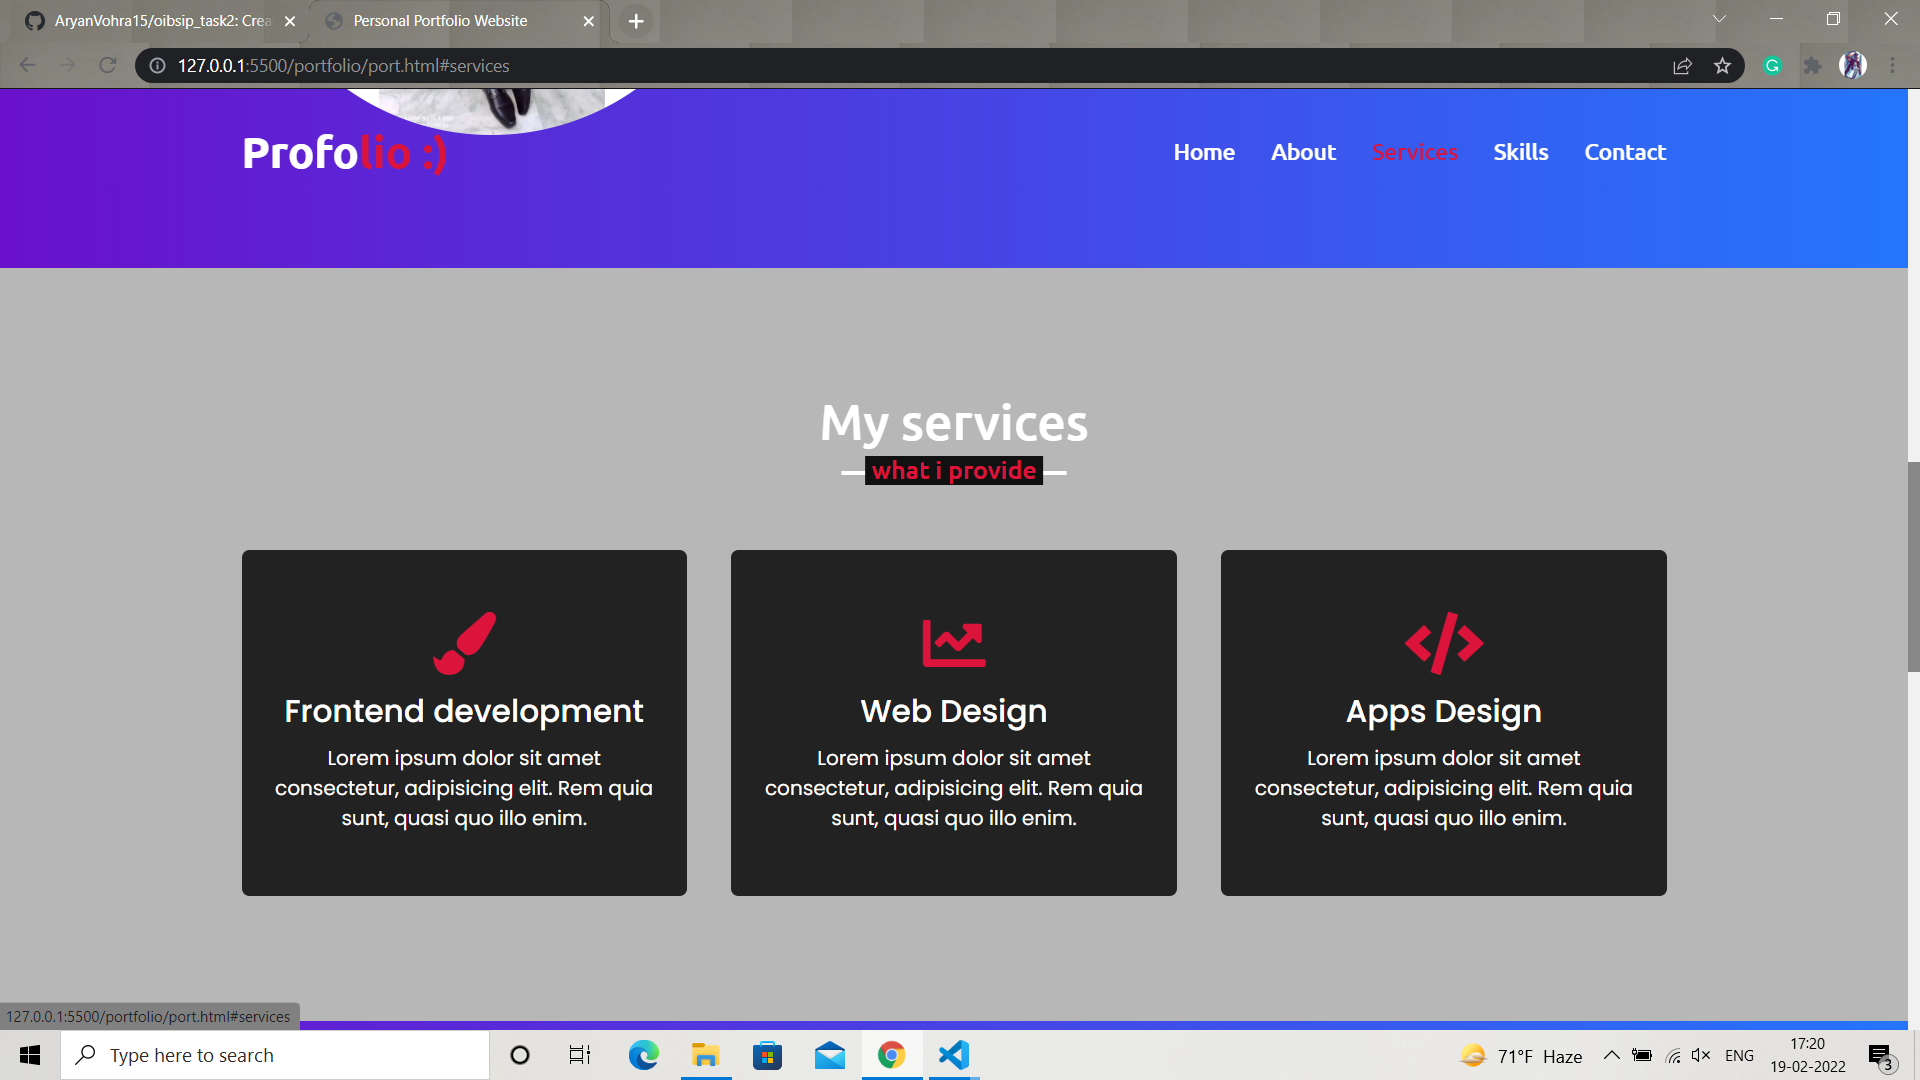 AryanVohra15/oibsip_task2: Crea
Personal Portfolio Website
127.0.0.1:5500/portfolio/port.html#services
Profolio :)
Home About Services Skills Contact
My services
what i provide
Frontend development
Lorem ipsum dolor sit amet
consectetur, adipisicing elit. Rem quia
sunt, quasi quo illo enim.
Web Design
Lorem ipsum dolor sit amet
consectetur, adipisicing elit. Rem quia
sunt, quasi quo illo enim.
Apps Design
Lorem ipsum dolor sit amet
consectetur, adipisicing elit. Rem quia
sunt, quasi quo illo enim.
127.0.0.1:5500/portfolio/port.html#services
Type here to search
71°F Haze
ENG
17:20
19-02-2022
3